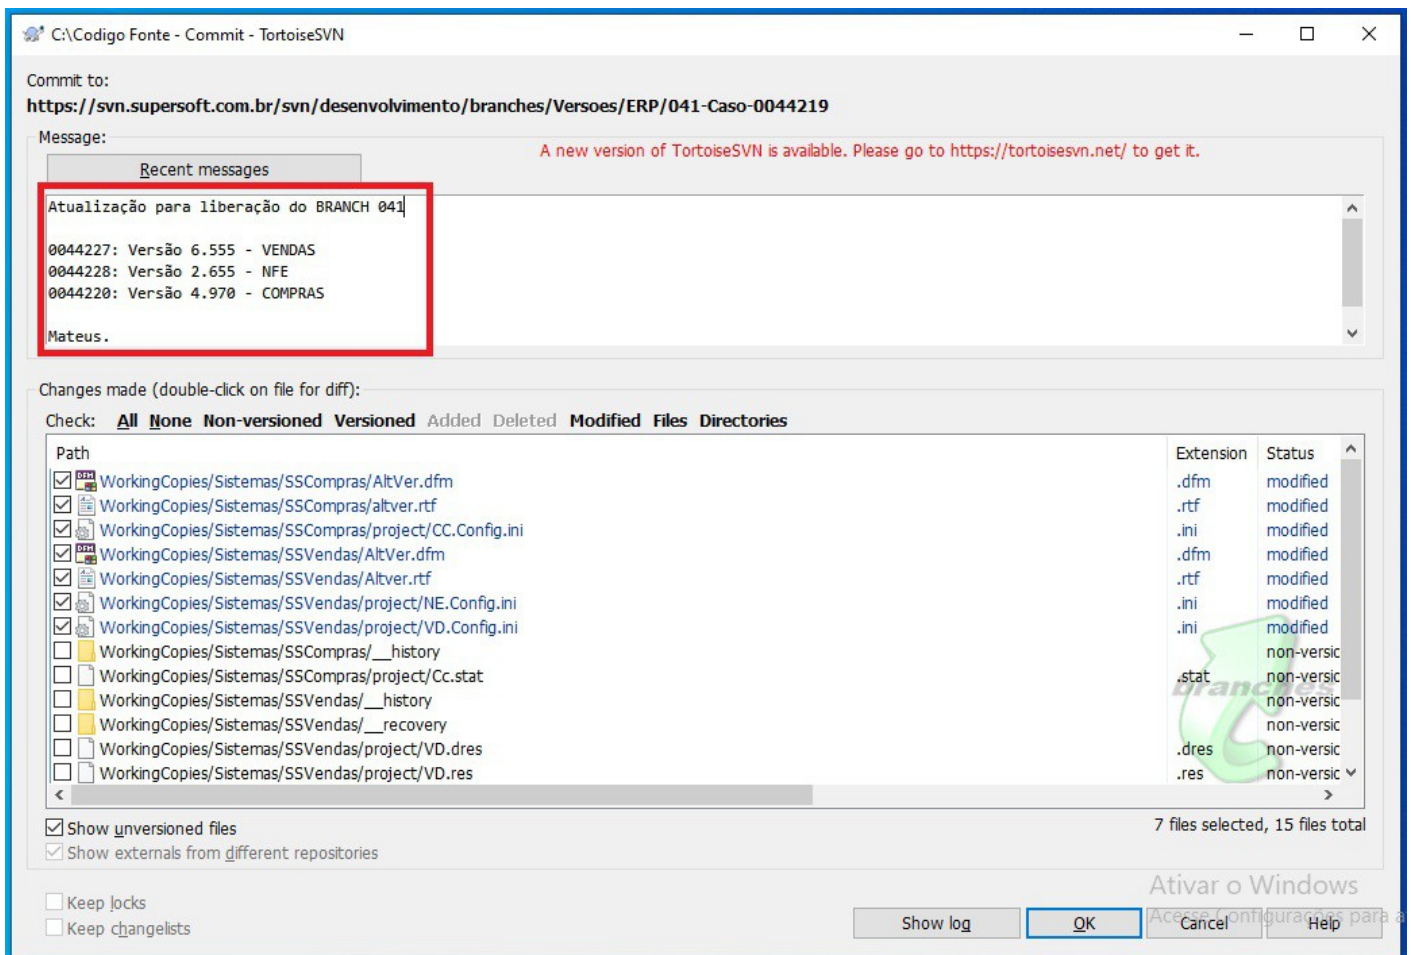 C:\Codigo Fonte - Commit - TortoiseSVN
Commit to:
https://svn.supersoft.com.br/svn/desenvolvimento/branches/Versoes/ERP/041-Caso-0044219
Message:
A new version of TortoiseSVN is available. Please go to https://tortoisesvn.net/ to get it.
Recent messages
Atualização para liberação do BRANCH 041
0044227: Versão 6.555 - VENDAS
0044228: Versão 2.655 - NFE
0044220: Versão 4.970 - COMPRAS
Mateus.
Changes made (double-click on file for diff):
Check: All None Non-versioned Versioned Added Deleted Modified Files Directories
Path Extension Status
WorkingCopies/Sistemas/SSCompras/AltVer.dfm .dfm modified
WorkingCopies/Sistemas/SSCompras/altver.rtf .rtf modified
WorkingCopies/Sistemas/SSCompras/project/CC.Config.ini .ini modified
WorkingCopies/Sistemas/SSVendas/AltVer.dfm .dfm modified
WorkingCopies/Sistemas/SSVendas/Altver.rtf .rtf modified
WorkingCopies/Sistemas/SSVendas/project/NE.Config.ini .ini modified
WorkingCopies/Sistemas/SSVendas/project/VD.Config.ini .ini modified
WorkingCopies/Sistemas/SSCompras/__history non-versic
WorkingCopies/Sistemas/SSCompras/project/Cc.stat .stat non-versic
branches
WorkingCopies/Sistemas/SSVendas/__history non-versic
WorkingCopies/Sistemas/SSVendas/__recovery non-versic
WorkingCopies/Sistemas/SSVendas/project/VD.dres .dres non-versic
WorkingCopies/Sistemas/SSVendas/project/VD.res .res non-versic
Show unversioned files
7 files selected, 15 files total
Show externals from different repositories
Keep locks
Keep changelists
Ativar o Windows
Acesse Configurações para a
Show log OK Cancel Help